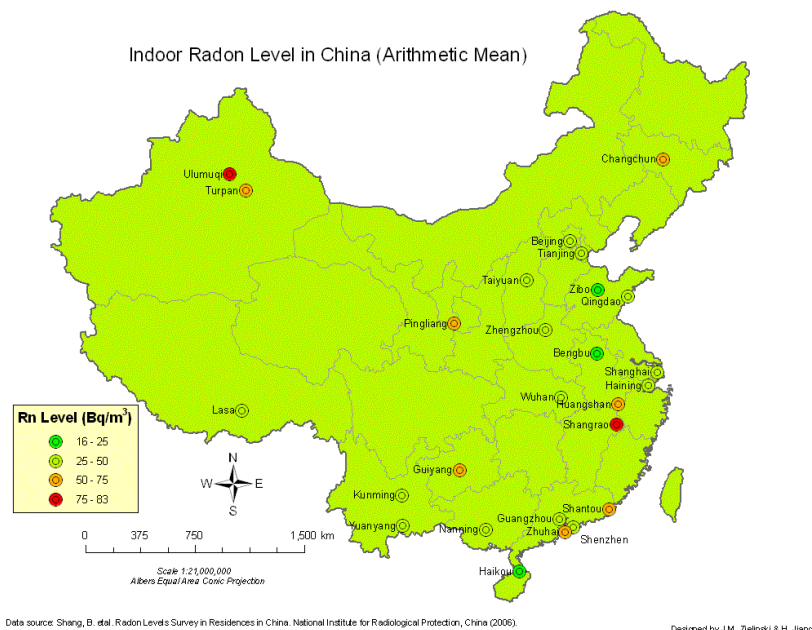 Indoor Radon Level in China (Arithmetic Mean)
Changchun
Ulumuqi
Turpan
Beijing
Tianjing
Taiyuan
Zibo
Qingdao
Pingliang
Zhengzhou
Bengbu
Shanghai
Haining
Wuhan
Huangshan
Lasa
Shangrao
Rn Level (Bq/m³)
16 - 25
25 - 50
50 - 75
75 - 83
N
W E
S
Guiyang
Kunming
Shantou
Guangzhou
Yuanyang
Nanning
Zhuhai
Shenzhen
0 375 750 1,500 km
Haikou
Scale 1:21,000,000
Albers Equal Area Conic Projection
Data source: Shang, B. etal. Radon Levels Survey in Residences in China. National Institute for Radiological Protection, China (2006).
Designed by J.M. Zielinski & H. Jiang